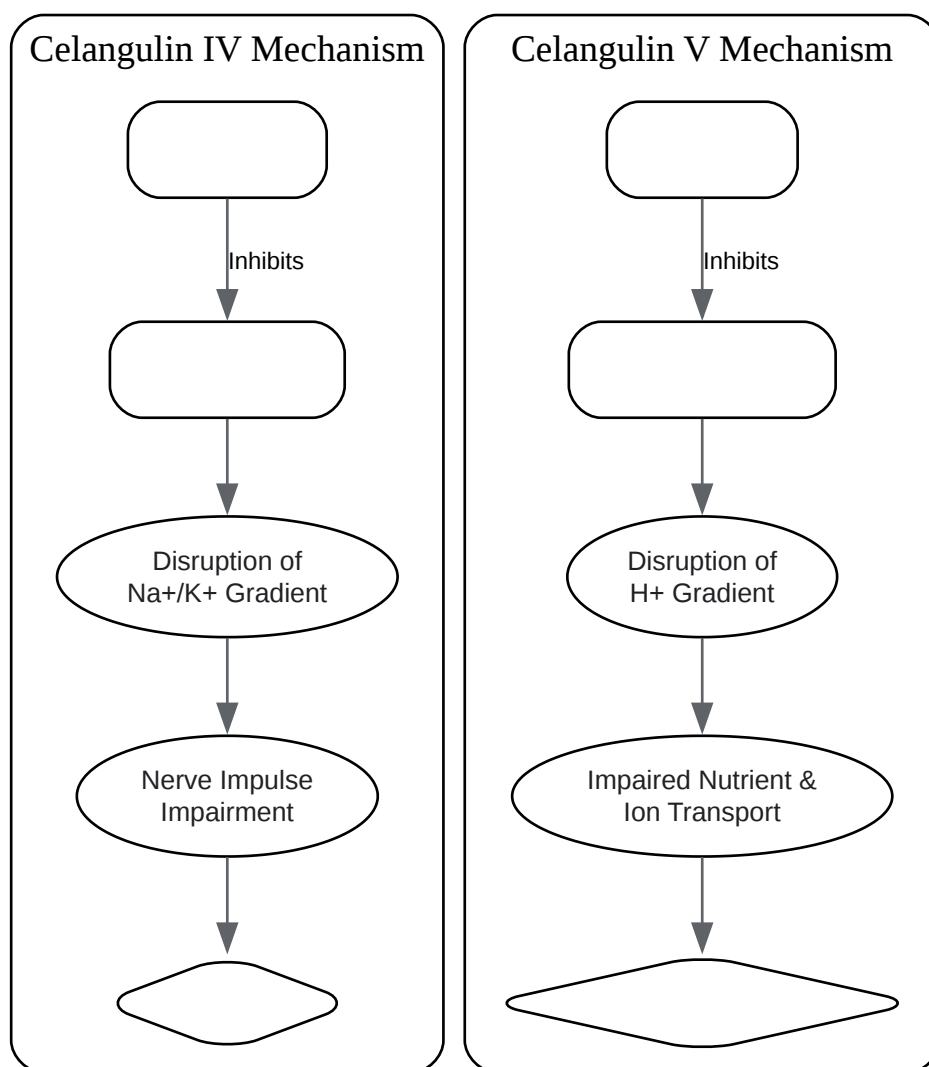 Celangulin IV Mechanism
Inhibits
Disruption of
Na+/K+ Gradient
Nerve Impulse
Impairment
Celangulin V Mechanism
Inhibits
Disruption of
H+ Gradient
Impaired Nutrient &
Ion Transport